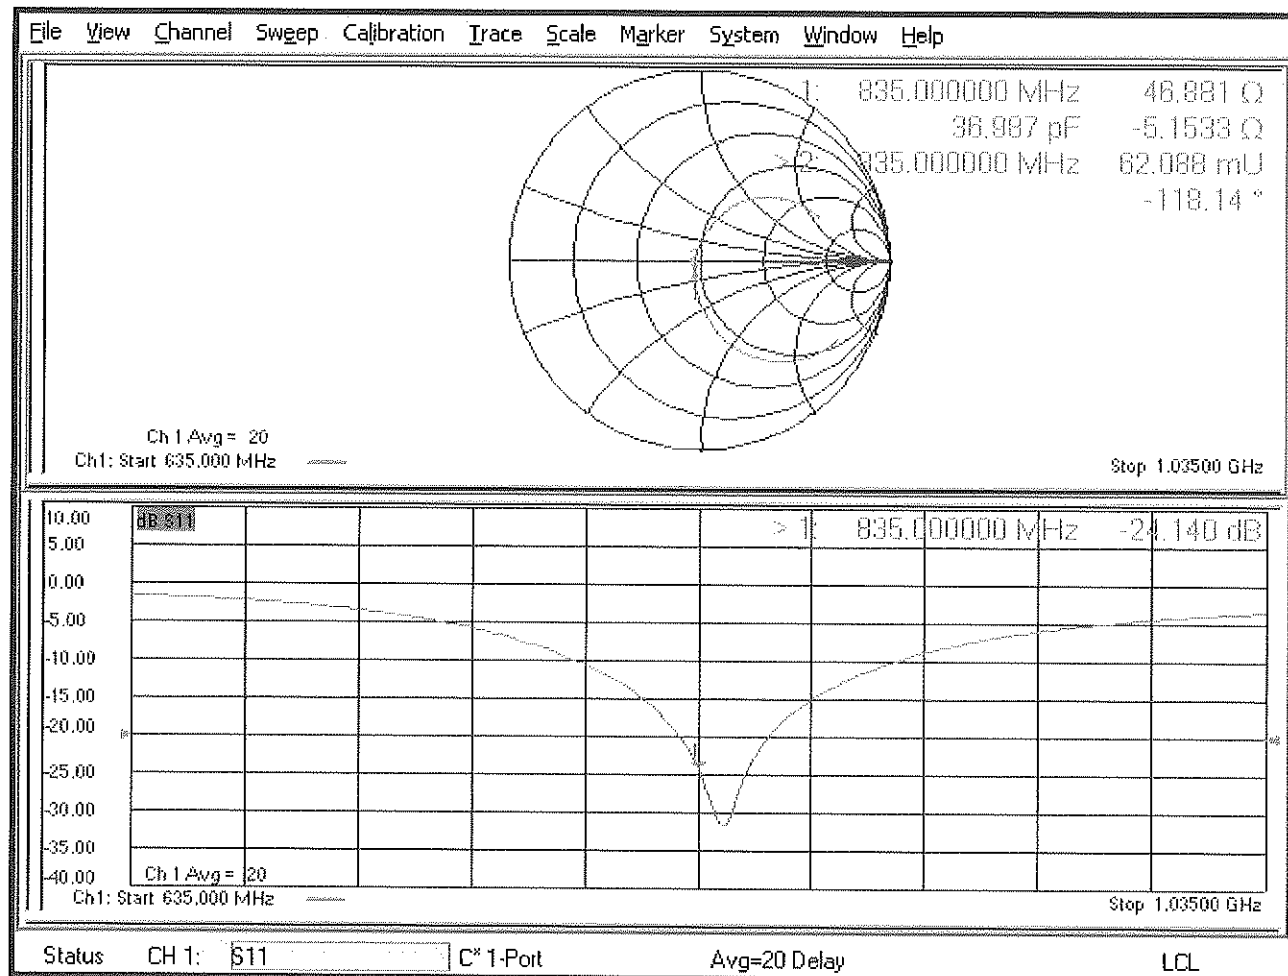 File View Channel Sweep Calibration Trace Scale Marker System Window Help
1: 835.000000 MHz 46.881 Ω
36.987 pF -5.1533 Ω
> 2: 835.000000 MHz 62.088 mU
-118.14 °
Ch 1 Avg = 20
Ch1: Start 635.000 MHz
Stop 1.03500 GHz
10.00
dB S11
> 1: 835.000000 MHz -24.140 dB
5.00
0.00
-5.00
-10.00
-15.00
-20.00
-25.00
-30.00
-35.00
-40.00
Ch 1 Avg = 20
Ch1: Start 635.000 MHz
Stop 1.03500 GHz
Status CH 1: S11 C* 1-Port Avg=20 Delay LCL